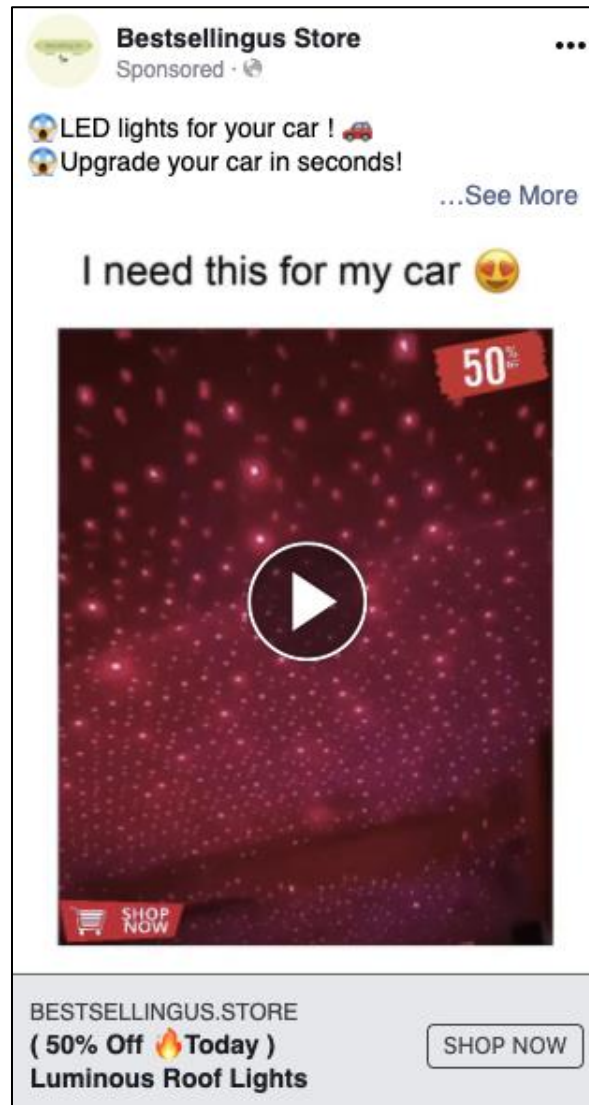 Bestsellingus Store
Sponsored ·
😱LED lights for your car ! 🚗
😱Upgrade your car in seconds!
...See More
I need this for my car 😍
50% OFF
SHOP
NOW
BESTSELLINGUS.STORE
( 50% Off 🔥Today )
Luminous Roof Lights
SHOP NOW